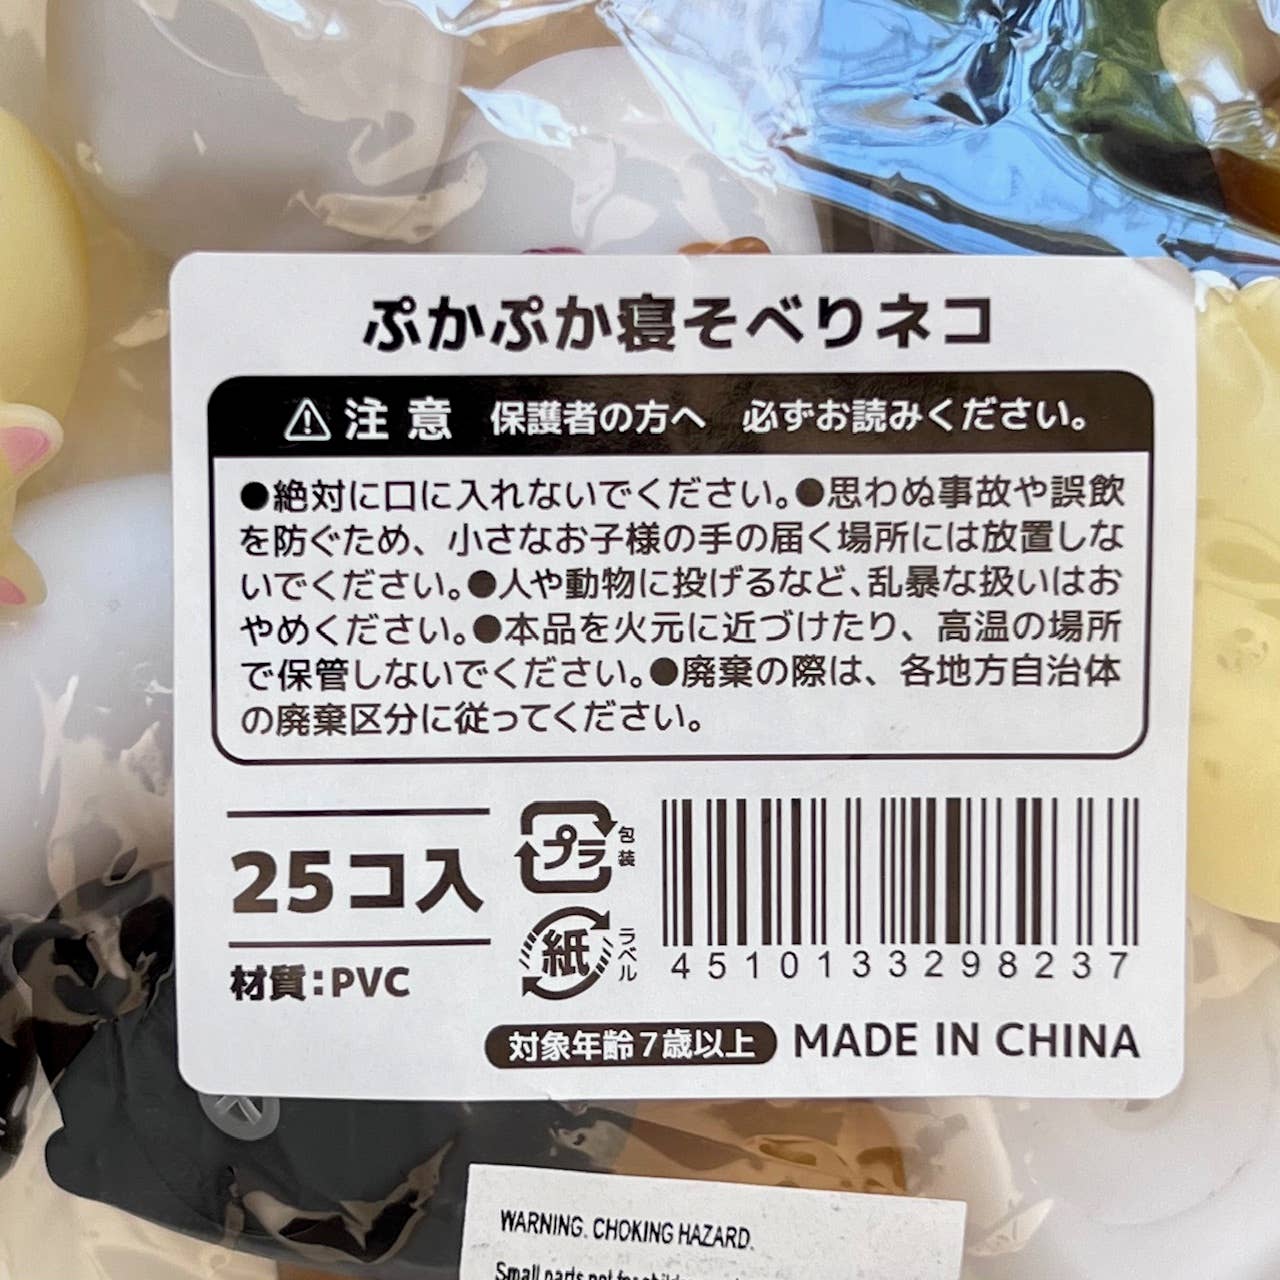 ぷかぷか寝そべりネコ
⚠注意 保護者の方へ 必ずお読みください。
●絶対に口に入れないでください。●思わぬ事故や誤飲
を防ぐため、小さなお子様の手の届く場所には放置しな
いでください。●人や動物に投げるなど、乱暴な扱いはお
やめください。●本品を火元に近づけたり、高温の場所
で保管しないでください。●廃棄の際は、各地方自治体
の廃棄区分に従ってください。
25コ入
材質:PVC
プラ 包装
紙 ラベル
4510133298237
対象年齢7歳以上 MADE IN CHINA
WARNING. CHOKING HAZARD.
Small parts not for